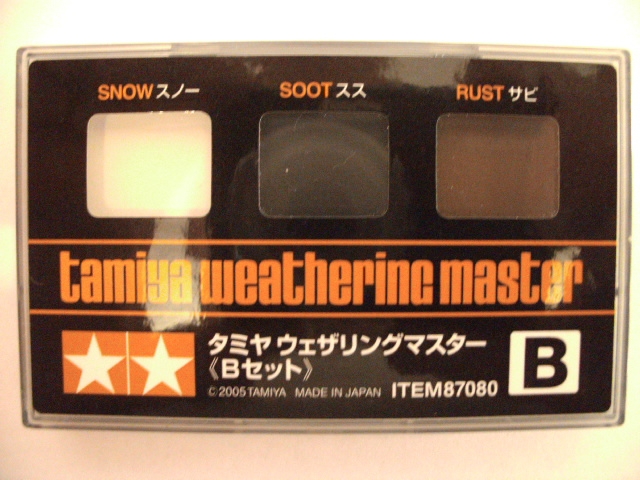 SNOW スノー SOOT スス RUST サビ
tamiya weathering master
タミヤ ウェザリングマスター
《Bセット》
B
© 2005 TAMIYA MADE IN JAPAN ITEM87080